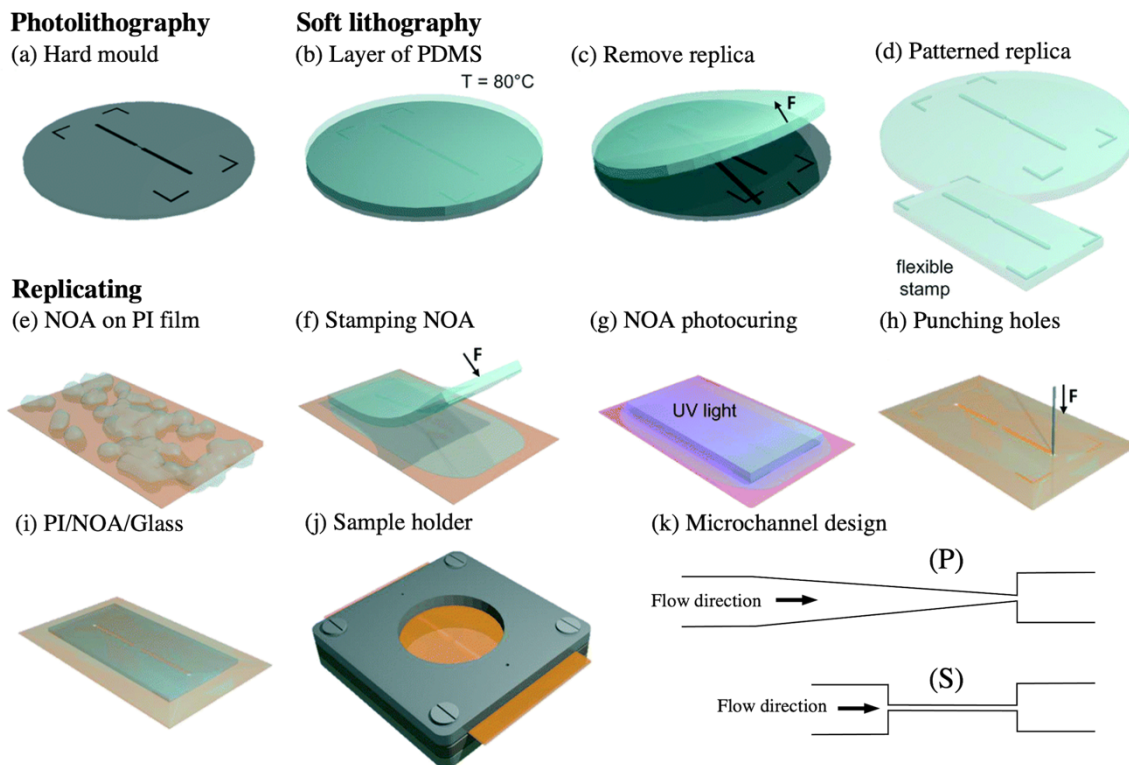 Photolithography
Soft lithography
(a) Hard mould
(b) Layer of PDMS
(c) Remove replica
(d) Patterned replica
T = 80°C
F
flexible
stamp
Replicating
(e) NOA on PI film
(f) Stamping NOA
(g) NOA photocuring
(h) Punching holes
F
UV light
F
(i) PI/NOA/Glass
(j) Sample holder
(k) Microchannel design
(P)
Flow direction
(S)
Flow direction